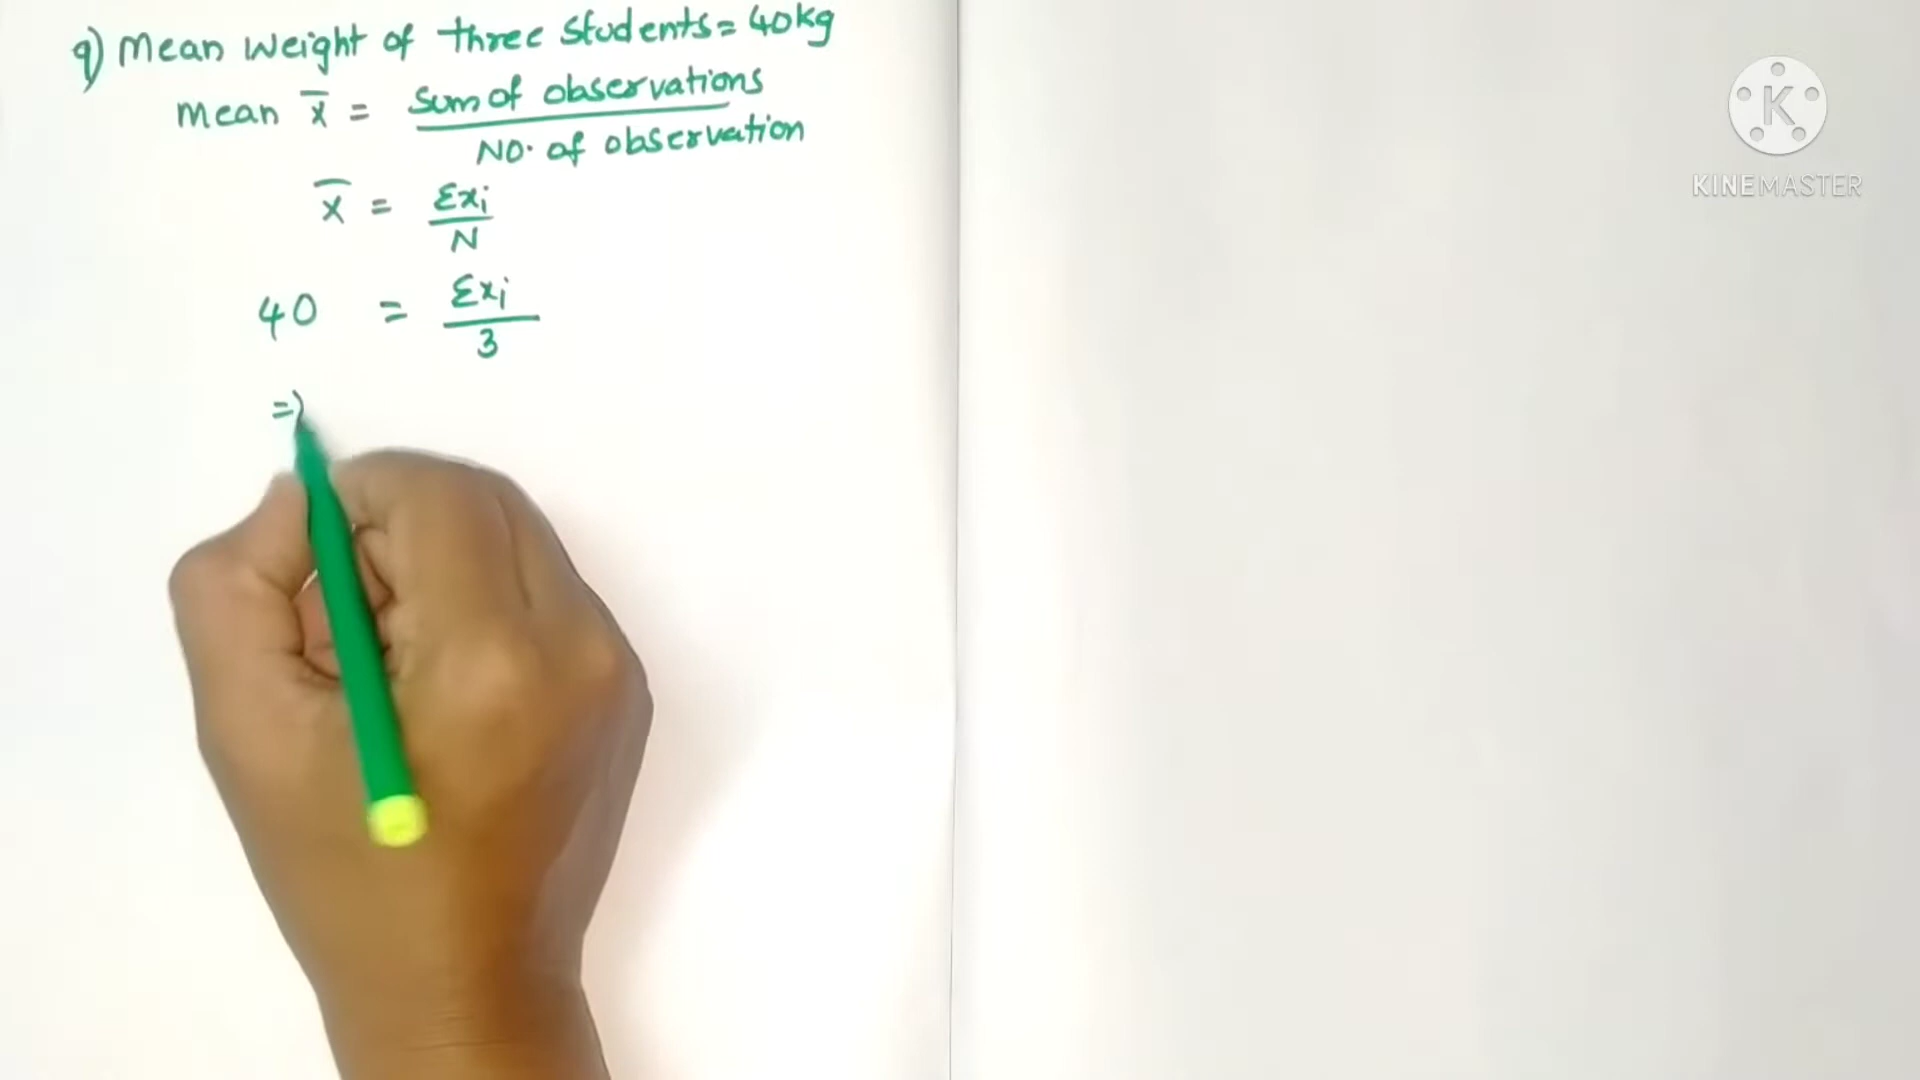 9) Mean Weight of three students = 40kg
Mean x̅ = Sum of observations / No. of observation
x̅ = Σxi / N
40 = Σxi / 3
=>
K
KINEMASTER